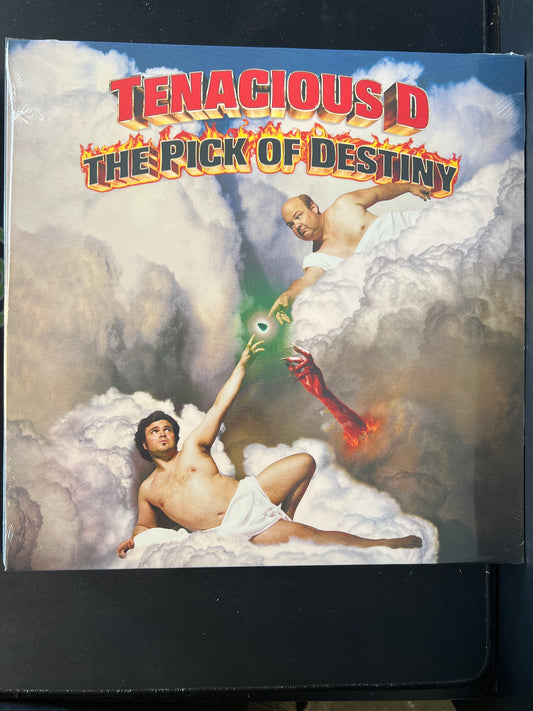 TENACIOUS D
THE PICK OF DESTINY